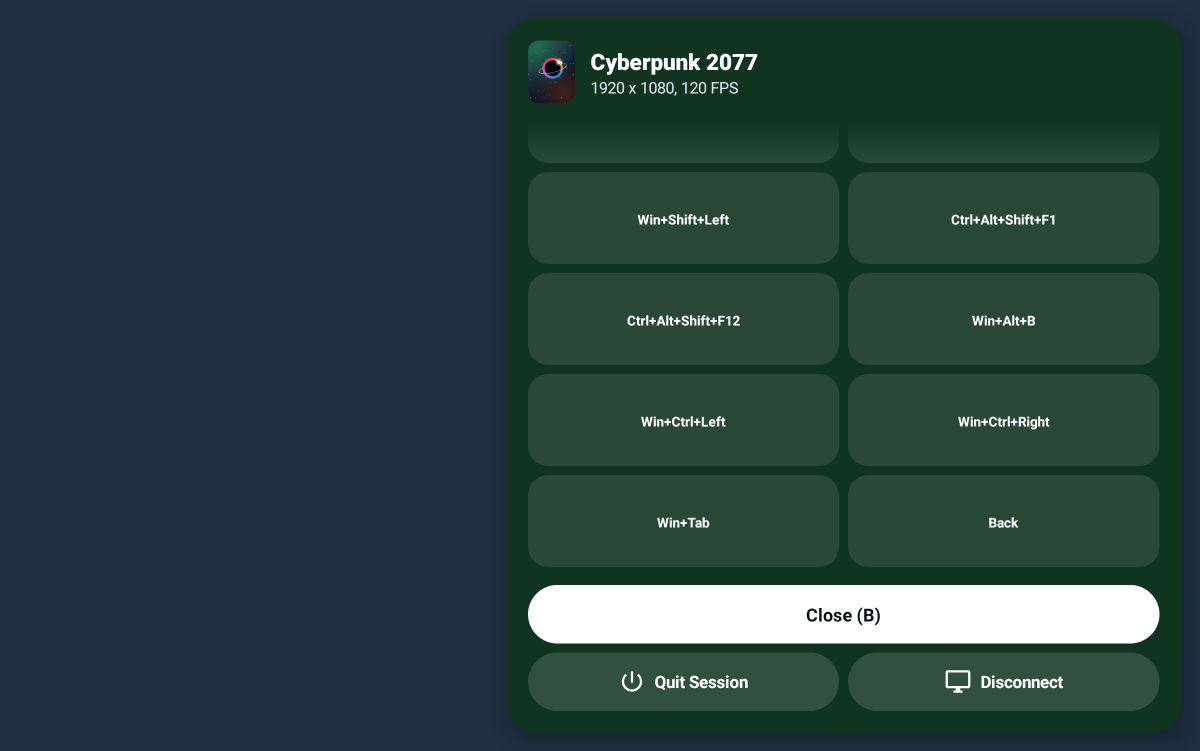 Cyberpunk 2077
1920 x 1080, 120 FPS
Win+Shift+Left
Ctrl+Alt+Shift+F1
Ctrl+Alt+Shift+F12
Win+Alt+B
Win+Ctrl+Left
Win+Ctrl+Right
Win+Tab
Back
Close (B)
Quit Session
Disconnect